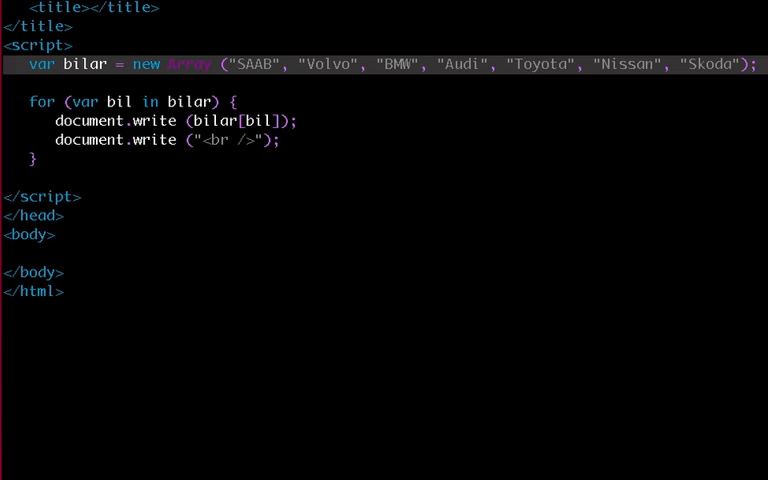 <title></title>
</title>
<script>
var bilar = new Array ("SAAB", "Volvo", "BMW", "Audi", "Toyota", "Nissan", "Skoda");
for (var bil in bilar) {
document.write (bilar[bil]);
document.write ("<br />");
}
</script>
</head>
<body>
</body>
</html>